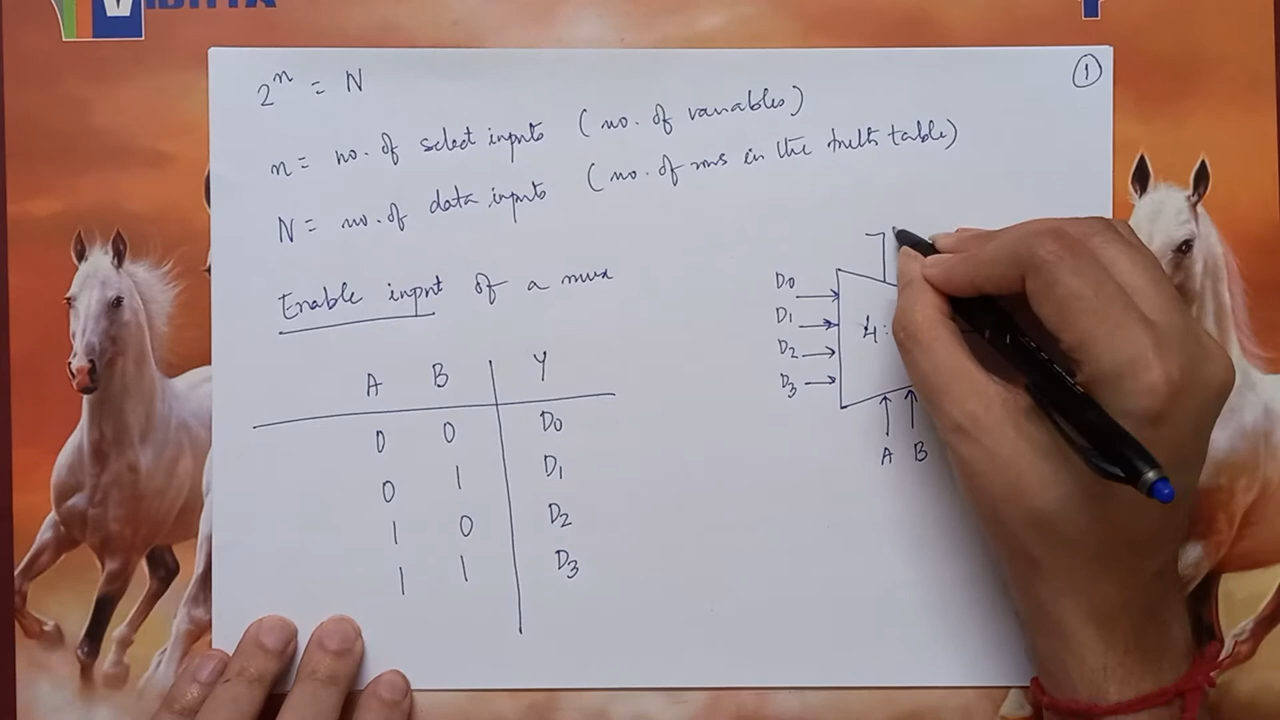 2^n = N
①
n = no. of select inputs (no. of variables)
N = no. of data inputs (no. of rows in the truth table)
Enable input of a mux
A B Y
0 0 D0
0 1 D1
1 0 D2
1 1 D3
D0
D1
D2
D3
4:
A B